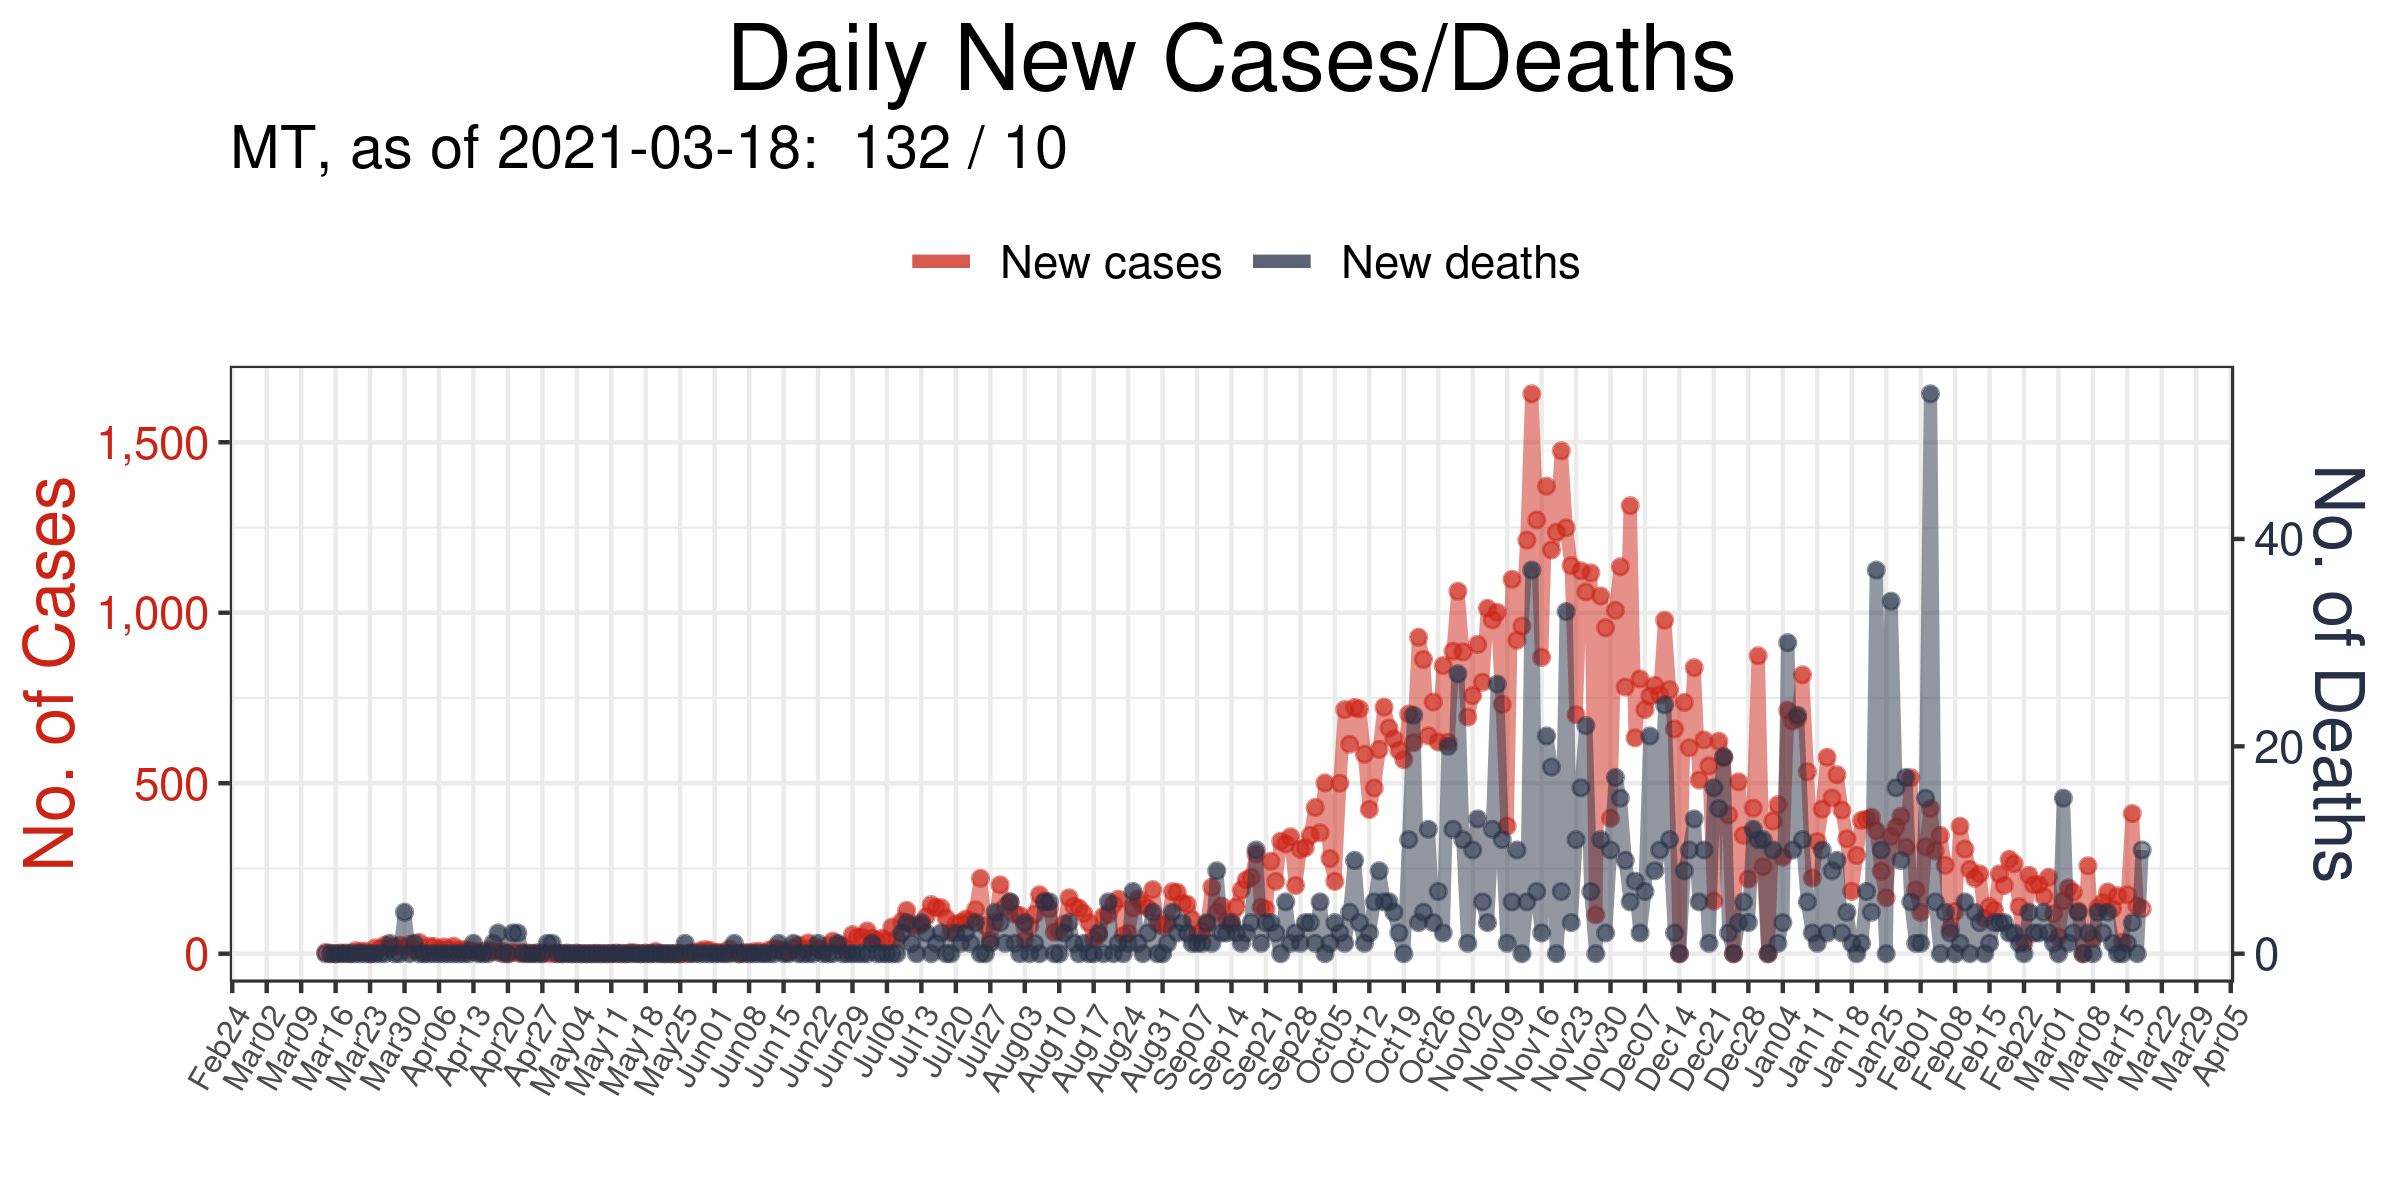 Daily New Cases/Deaths
MT, as of 2021-03-18:  132 / 10
New cases
New deaths
No. of Cases
1,500
1,000
500
0
No. of Deaths
40
20
0
Feb24
Mar02
Mar09
Mar16
Mar23
Mar30
Apr06
Apr13
Apr20
Apr27
May04
May11
May18
May25
Jun01
Jun08
Jun15
Jun22
Jun29
Jul06
Jul13
Jul20
Jul27
Aug03
Aug10
Aug17
Aug24
Aug31
Sep07
Sep14
Sep21
Sep28
Oct05
Oct12
Oct19
Oct26
Nov02
Nov09
Nov16
Nov23
Nov30
Dec07
Dec14
Dec21
Dec28
Jan04
Jan11
Jan18
Jan25
Feb01
Feb08
Feb15
Feb22
Mar01
Mar08
Mar15
Mar22
Mar29
Apr05